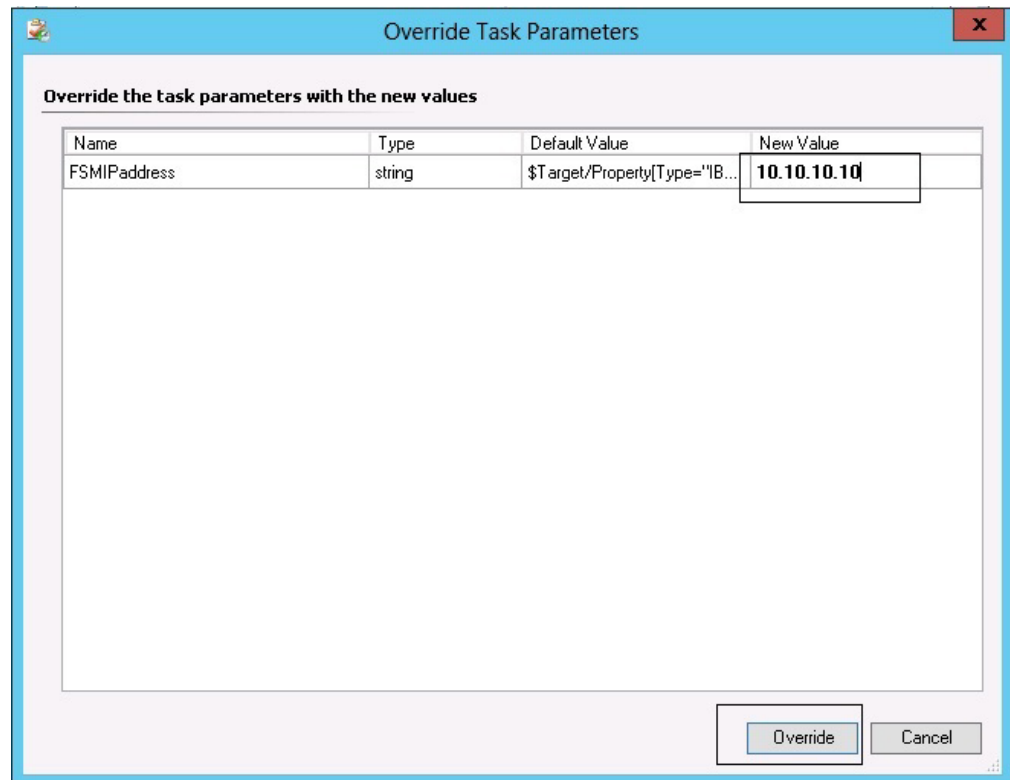 Override Task Parameters
x
Override the task parameters with the new values
Name Type Default Value New Value
FSMIPaddress string $Target/Property[Type="IB... 10.10.10.10
Override Cancel